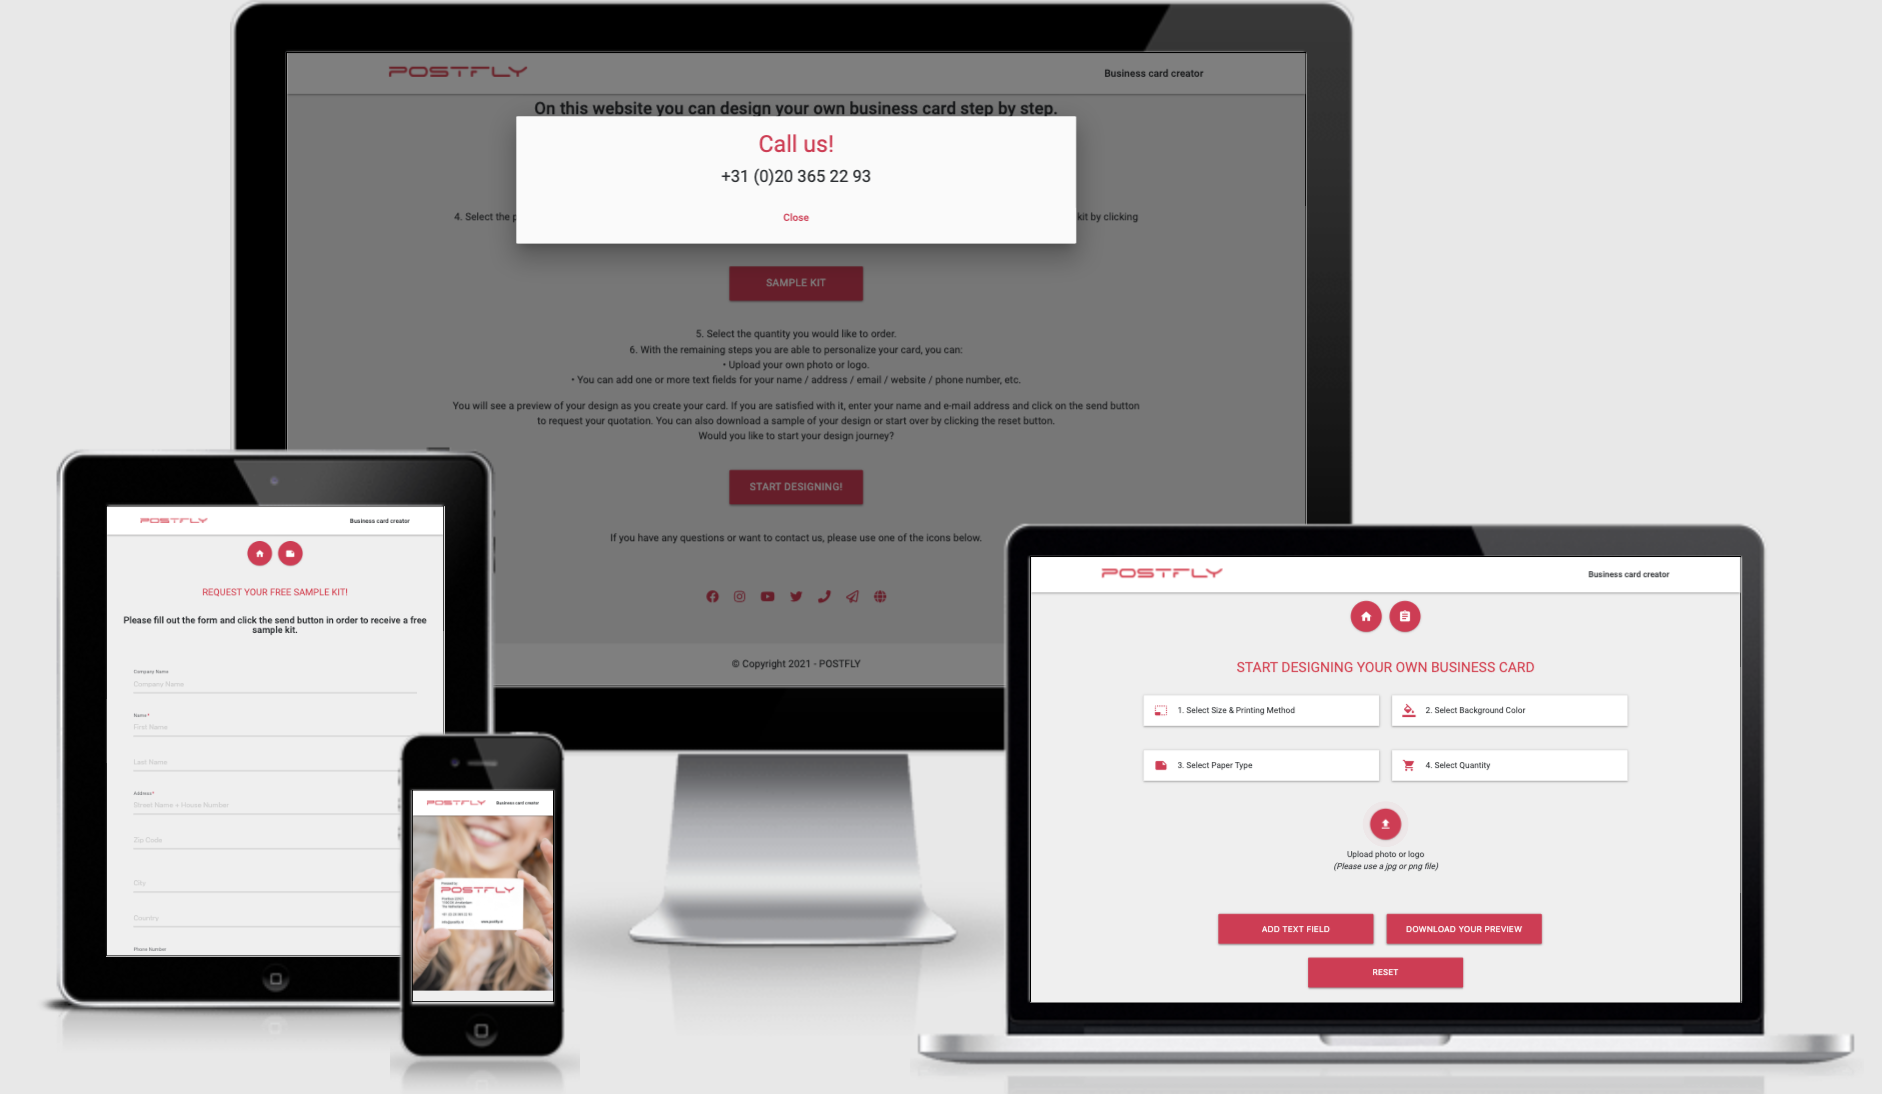 POSTFLY
Business card creator
On this website you can design your own business card step by step.
Call us!
+31 (0)20 365 22 93
Close
4. Select the
kit by clicking
SAMPLE KIT
5. Select the quantity you would like to order.
6. With the remaining steps you are able to personalize your card, you can:
• Upload your own photo or logo.
• You can add one or more text fields for your name / address / email / website / phone number, etc.
You will see a preview of your design as you create your card. If you are satisfied with it, enter your name and e-mail address and click on the send button
to request your quotation. You can also download a sample of your design or start over by clicking the reset button.
Would you like to start your design journey?
START DESIGNING!
If you have any questions or want to contact us, please use one of the icons below.
© Copyright 2021 - POSTFLY
POSTFLY
Business card creator
REQUEST YOUR FREE SAMPLE KIT!
Please fill out the form and click the send button in order to receive a free
sample kit.
Company Name
Company Name
Name*
First Name
Last Name
Address*
Street Name + House Number
Zip Code
City
Country
Phone Number
POSTFLY
Business card creator
POSTFLY
www.postfly.nl
POSTFLY
Business card creator
START DESIGNING YOUR OWN BUSINESS CARD
1. Select Size & Printing Method
2. Select Background Color
3. Select Paper Type
4. Select Quantity
Upload photo or logo
(Please use a jpg or png file)
ADD TEXT FIELD
DOWNLOAD YOUR PREVIEW
RESET